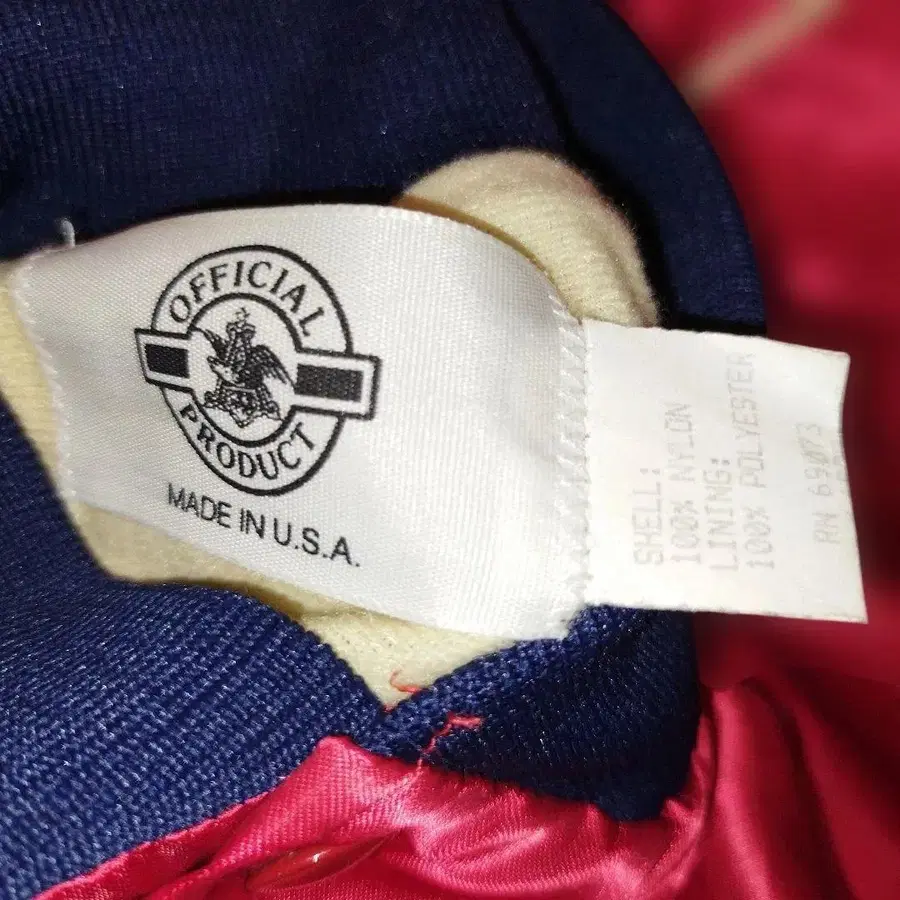 OFFICIAL
PRODUCT
MADE IN U.S.A.
SHELL:
100% NYLON
LINING:
100% POLYESTER
RN 69073